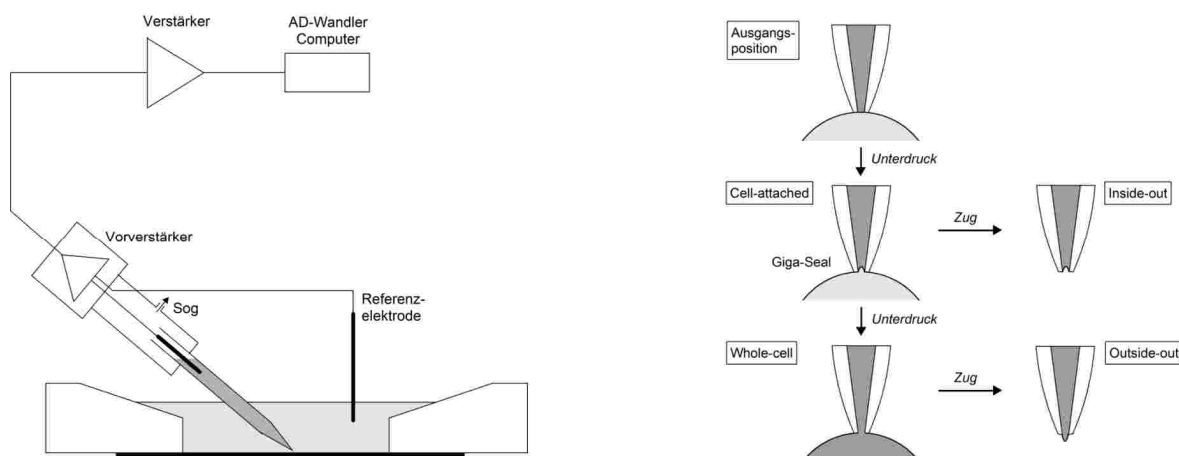 Verstärker
AD-Wandler
Computer
Vorverstärker
Sog
Referenz-
elektrode
Ausgangs-
position
Unterdruck
Cell-attached
Zug
Inside-out
Giga-Seal
Unterdruck
Whole-cell
Zug
Outside-out